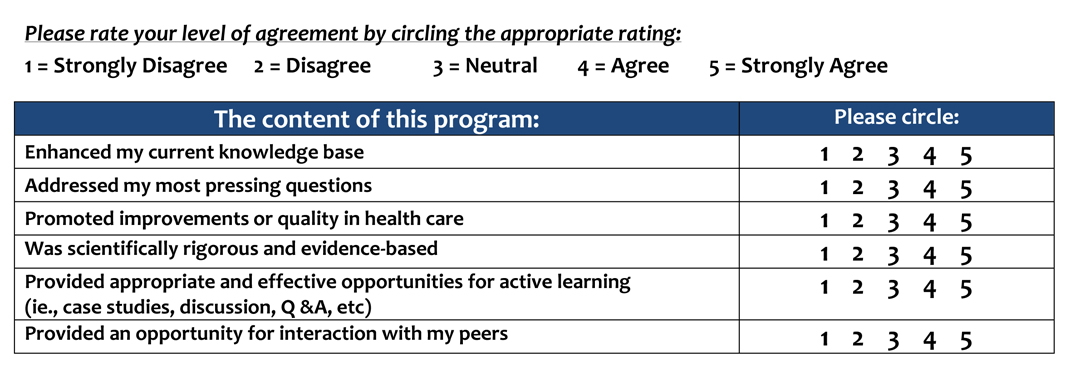 Please rate your level of agreement by circling the appropriate rating:
1 = Strongly Disagree 2 = Disagree 3 = Neutral 4 = Agree 5 = Strongly Agree
The content of this program: Please circle:
Enhanced my current knowledge base 1 2 3 4 5
Addressed my most pressing questions 1 2 3 4 5
Promoted improvements or quality in health care 1 2 3 4 5
Was scientifically rigorous and evidence-based 1 2 3 4 5
Provided appropriate and effective opportunities for active learning 1 2 3 4 5
(ie., case studies, discussion, Q &A, etc)
Provided an opportunity for interaction with my peers 1 2 3 4 5